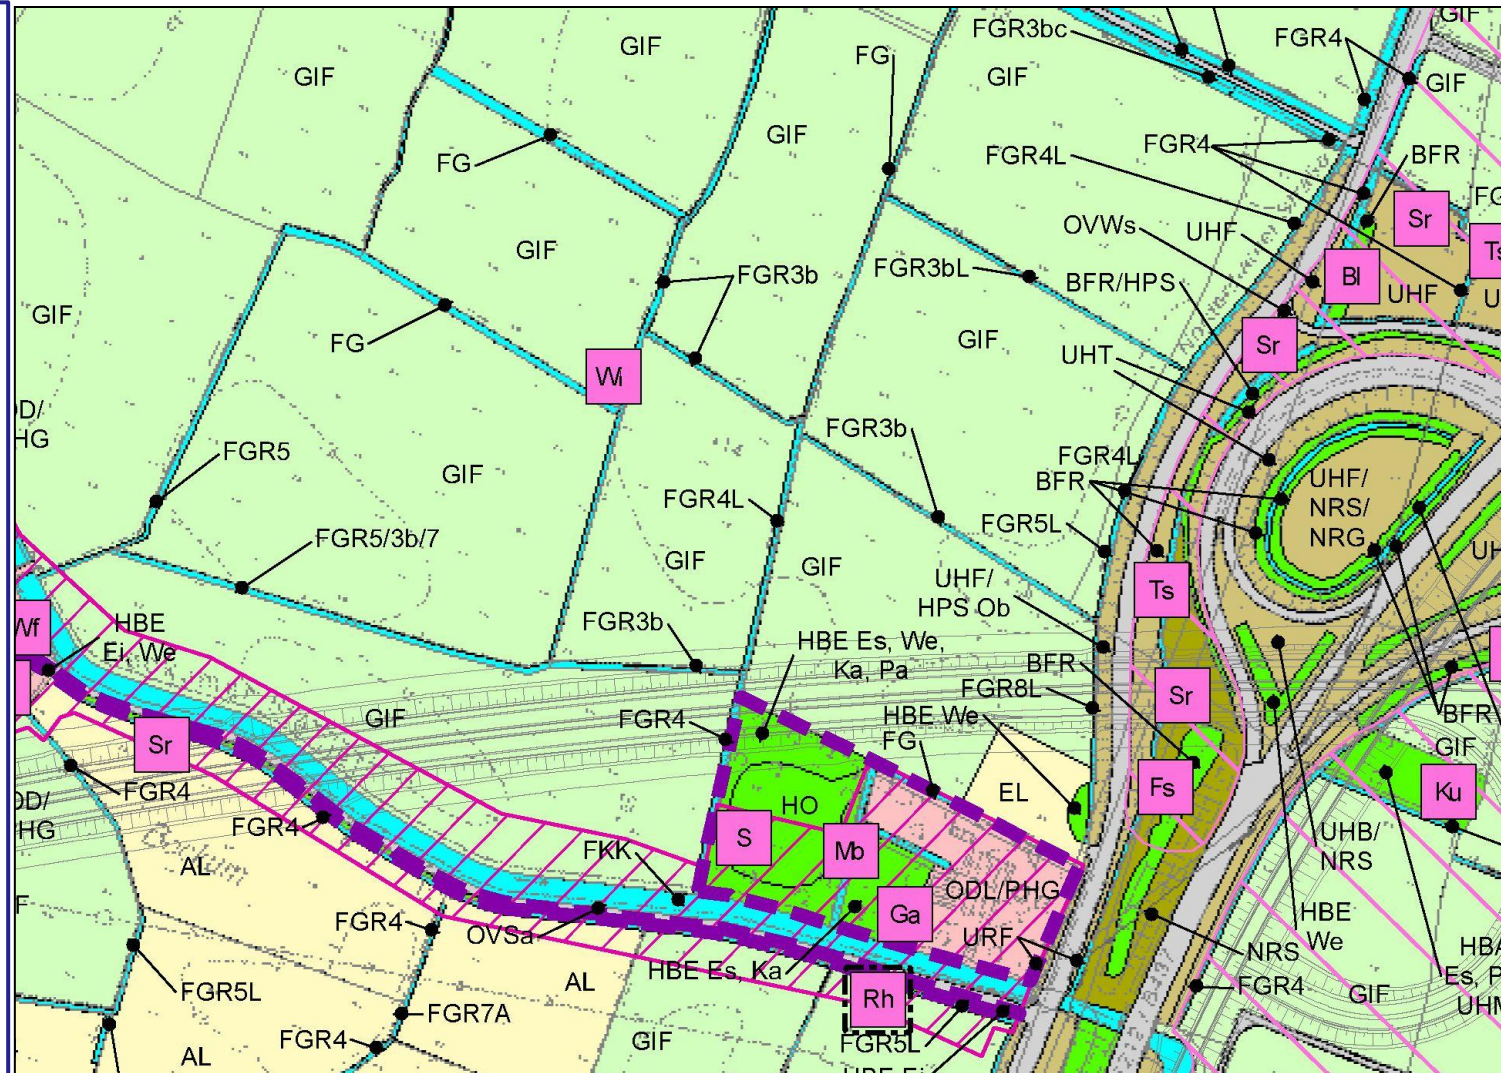 GIF
FGR3bc
FGR4
GIF
GIF
FG
GIF
GIF
GIF
FG
FGR4L
FGR4
BFR
OVWs
UHF
Sr
Bl
UHF
GIF
FGR3b
FGR3bL
BFR/HPS
GIF
FG
Wi
GIF
Sr
UHT
FGR3b
FGR5
GIF
FGR4L
FGR4L
BFR
UHF/
NRS/
NRG
FGR5L
FGR5/3b/7
GIF
GIF
UHF/
HPS Ob
Ts
HBE
Ei, We
FGR3b
HBE Es, We,
Ka, Pa
BFR
FGR8L
Sr
GIF
FGR4
HBE We
FG
BFR
GIF
Sr
FGR4
EL
Fs
Ku
HO
FGR4
S
Mb
UHB/
NRS
FKK
AL
ODL/PHG
Ga
FGR4
OVSa
URF
HBE
We
NRS
HBE Es, Ka
FGR5L
AL
Rh
FGR4
GIF
FGR7A
FGR4
GIF
FGR5L
AL